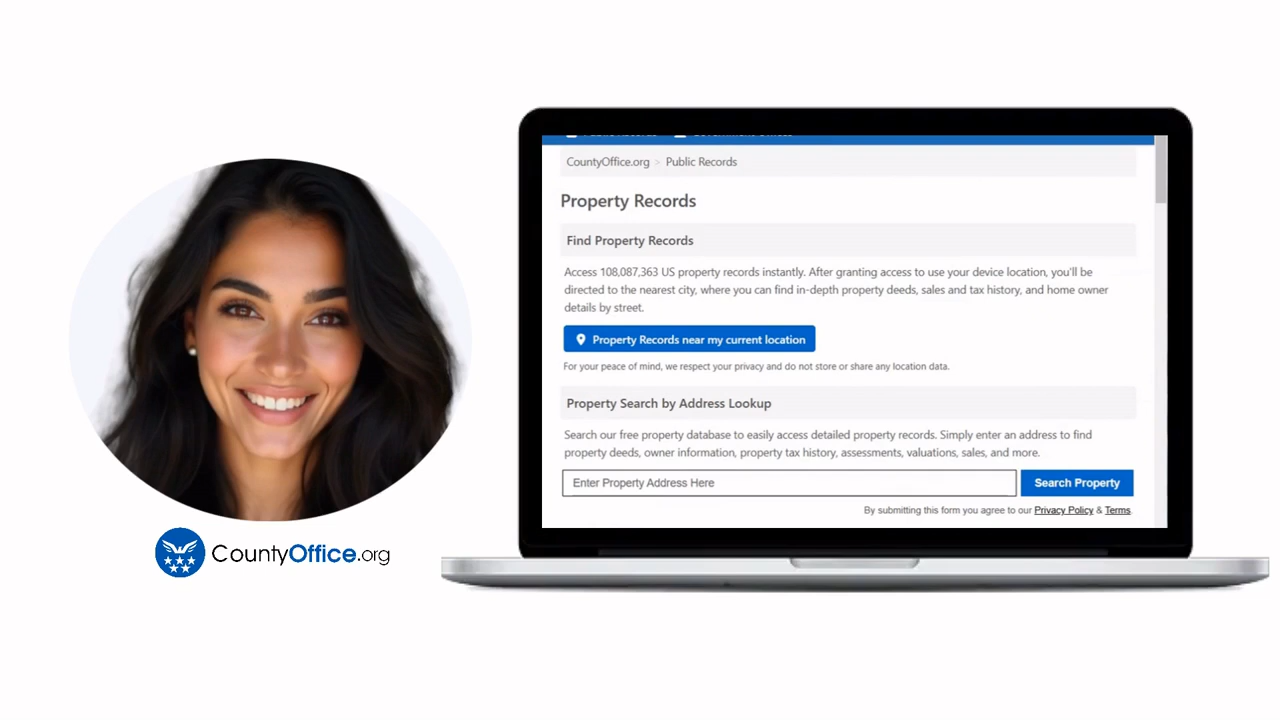 CountyOffice.org > Public Records
Property Records
Find Property Records
Access 108,087,363 US property records instantly. After granting access to use your device location, you'll be
directed to the nearest city, where you can find in-depth property deeds, sales and tax history, and home owner
details by street.
Property Records near my current location
For your peace of mind, we respect your privacy and do not store or share any location data.
Property Search by Address Lookup
Search our free property database to easily access detailed property records. Simply enter an address to find
property deeds, owner information, property tax history, assessments, valuations, sales, and more.
Enter Property Address Here
Search Property
By submitting this form you agree to our Privacy Policy & Terms.
CountyOffice.org